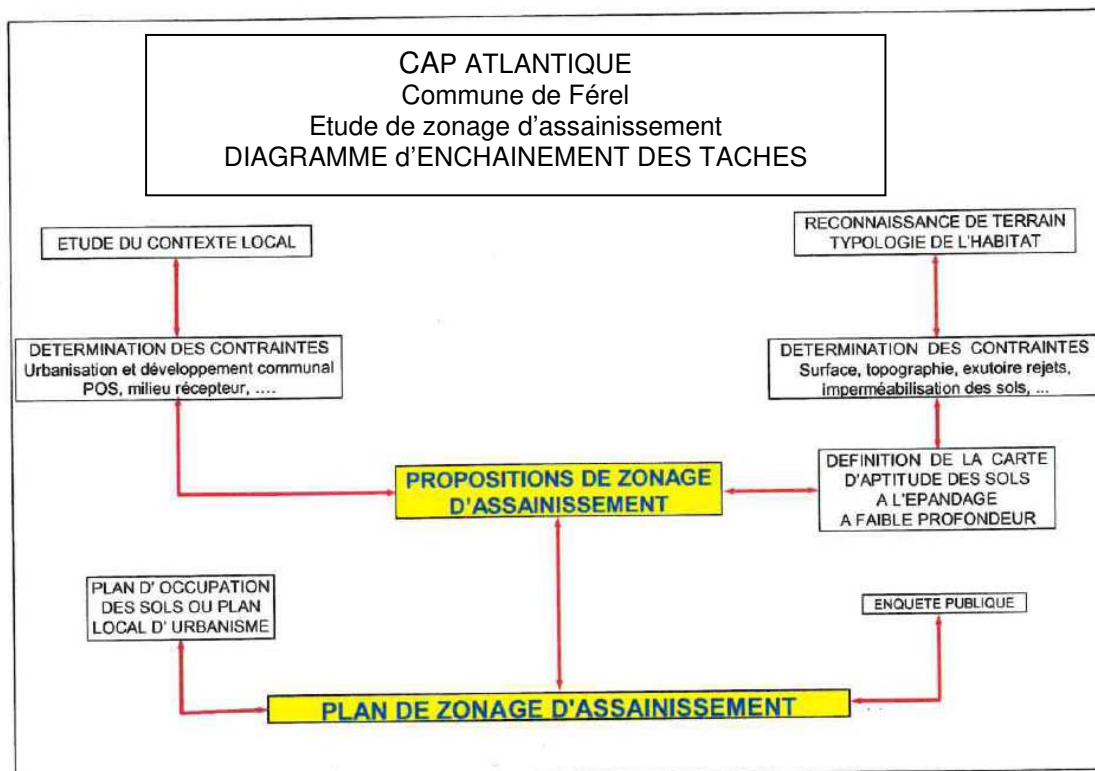 CAP ATLANTIQUE
Commune de Férel
Etude de zonage d'assainissement
DIAGRAMME d'ENCHAINEMENT DES TACHES
ETUDE DU CONTEXTE LOCAL
RECONNAISSANCE DE TERRAIN
TYPOLOGIE DE L'HABITAT
DETERMINATION DES CONTRAINTES
Urbanisation et développement communal
POS, milieu récepteur, ....
DETERMINATION DES CONTRAINTES
Surface, topographie, exutoire rejets,
imperméabilisation des sols, ...
PROPOSITIONS DE ZONAGE
D'ASSAINISSEMENT
DEFINITION DE LA CARTE
D'APTITUDE DES SOLS
A L'EPANDAGE
A FAIBLE PROFONDEUR
PLAN D' OCCUPATION
DES SOLS OU PLAN
LOCAL D' URBANISME
ENQUETE PUBLIQUE
PLAN DE ZONAGE D'ASSAINISSEMENT